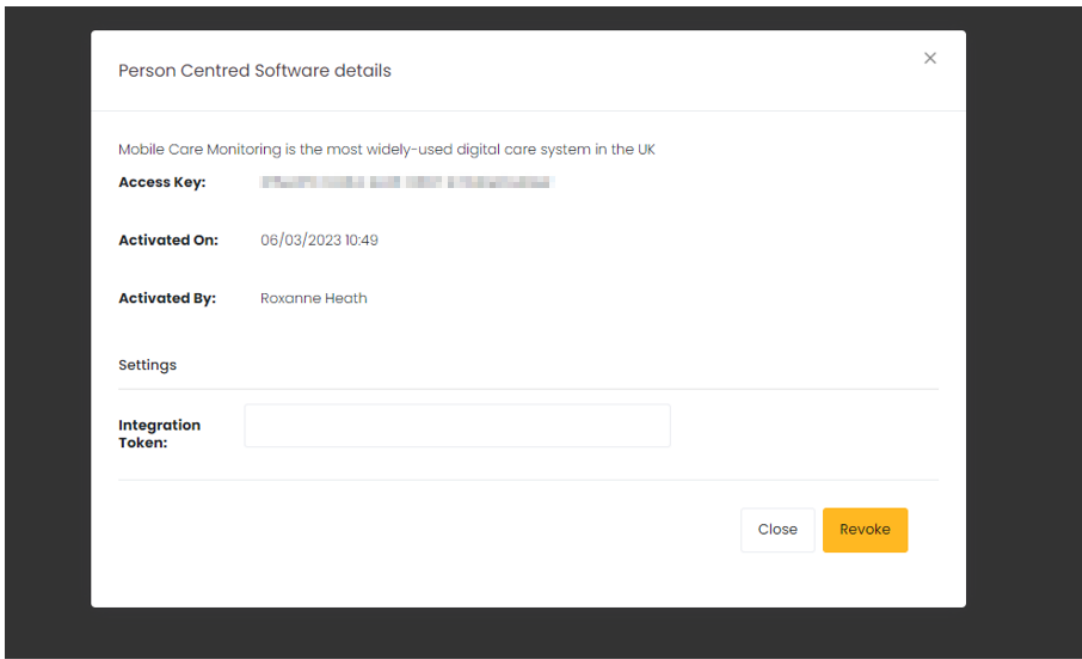 Person Centred Software details
Mobile Care Monitoring is the most widely-used digital care system in the UK
Access Key:
Activated On: 06/03/2023 10:49
Activated By: Roxanne Heath
Settings
Integration
Token:
Close Revoke